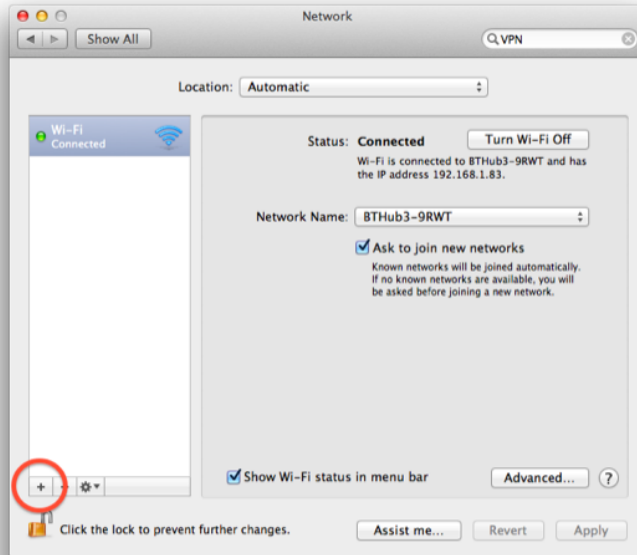 Network
Show All
VPN
Location: Automatic
Wi-Fi
Connected
Status: Connected
Turn Wi-Fi Off
Wi-Fi is connected to BTHub3-9RWT and has
the IP address 192.168.1.83.
Network Name: BTHub3-9RWT
Ask to join new networks
Known networks will be joined automatically.
If no known networks are available, you will
be asked before joining a new network.
+ -
Show Wi-Fi status in menu bar
Advanced... ?
Click the lock to prevent further changes.
Assist me... Revert Apply